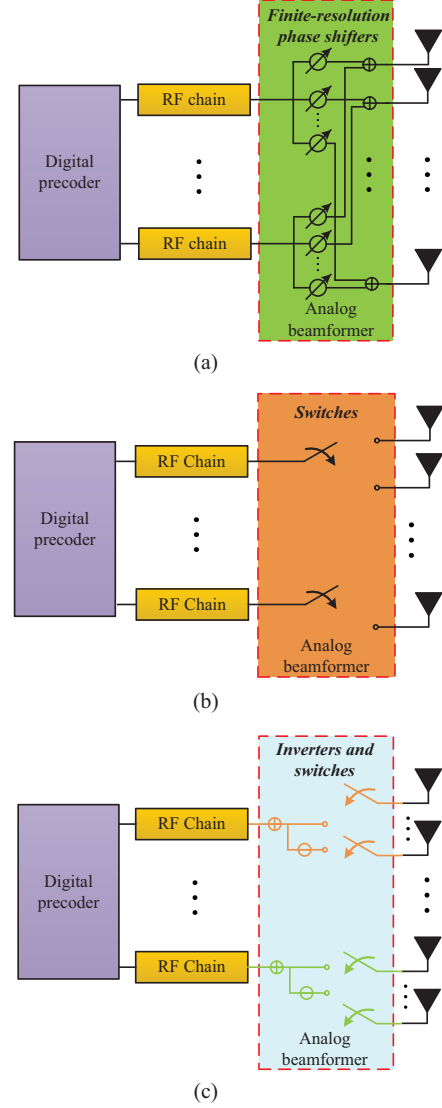 Finite-resolution
phase shifters
RF chain
Digital
precoder
RF chain
Analog
beamformer
(a)
Switches
RF Chain
Digital
precoder
RF Chain
Analog
beamformer
(b)
Inverters and
switches
RF Chain
Digital
precoder
RF Chain
Analog
beamformer
(c)